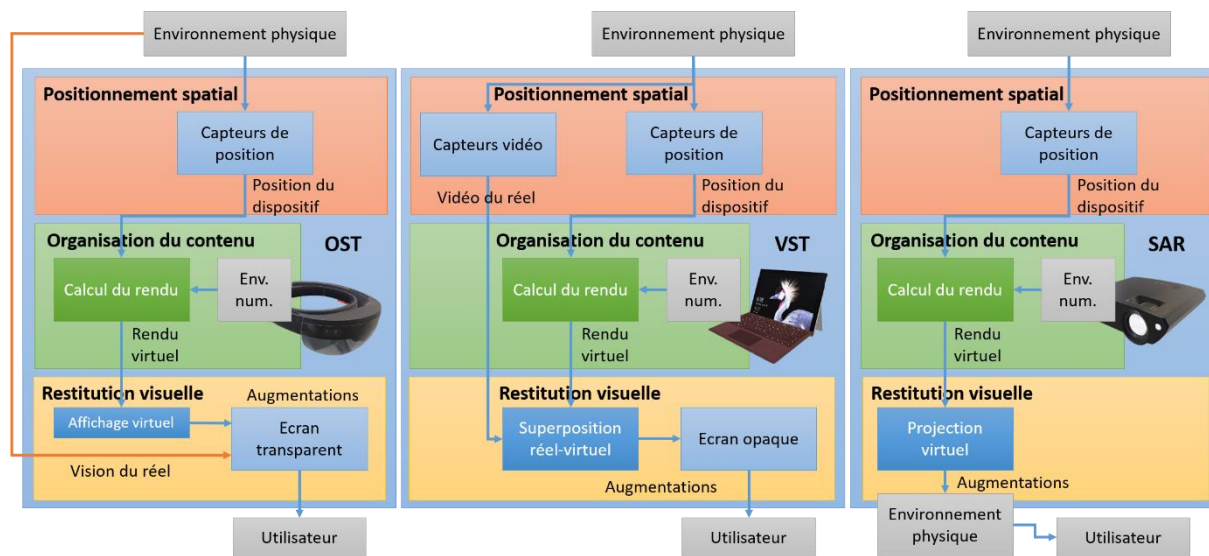 Environnement physique
Positionnement spatial
Capteurs de
position
Position du
dispositif
Organisation du contenu
OST
Calcul du rendu
Env.
num.
Rendu
virtuel
Restitution visuelle
Augmentations
Affichage virtuel
Ecran
transparent
Vision du réel
Utilisateur
Environnement physique
Positionnement spatial
Capteurs vidéo
Capteurs de
position
Vidéo du réel
Position du
dispositif
Organisation du contenu
VST
Calcul du rendu
Env.
num.
Rendu
virtuel
Restitution visuelle
Superposition
réel-virtuel
Ecran opaque
Augmentations
Utilisateur
Environnement physique
Positionnement spatial
Capteurs de
position
Position du
dispositif
Organisation du contenu
SAR
Calcul du rendu
Env.
num.
Rendu
virtuel
Restitution visuelle
Projection
virtuel
Augmentations
Environnement
physique
Utilisateur